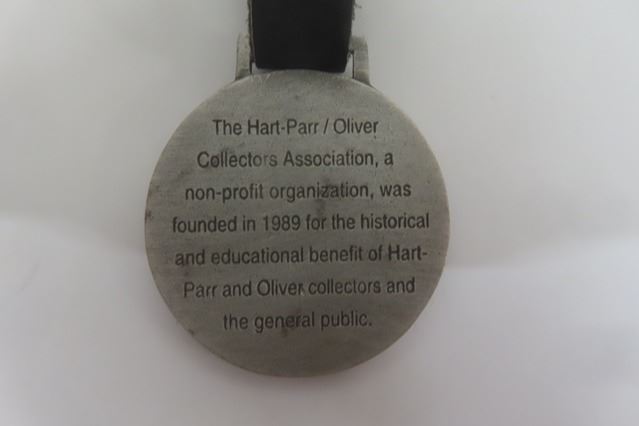 The Hart-Parr / Oliver
Collectors Association, a
non-profit organization, was
founded in 1989 for the historical
and educational benefit of Hart-
Parr and Oliver collectors and
the general public.